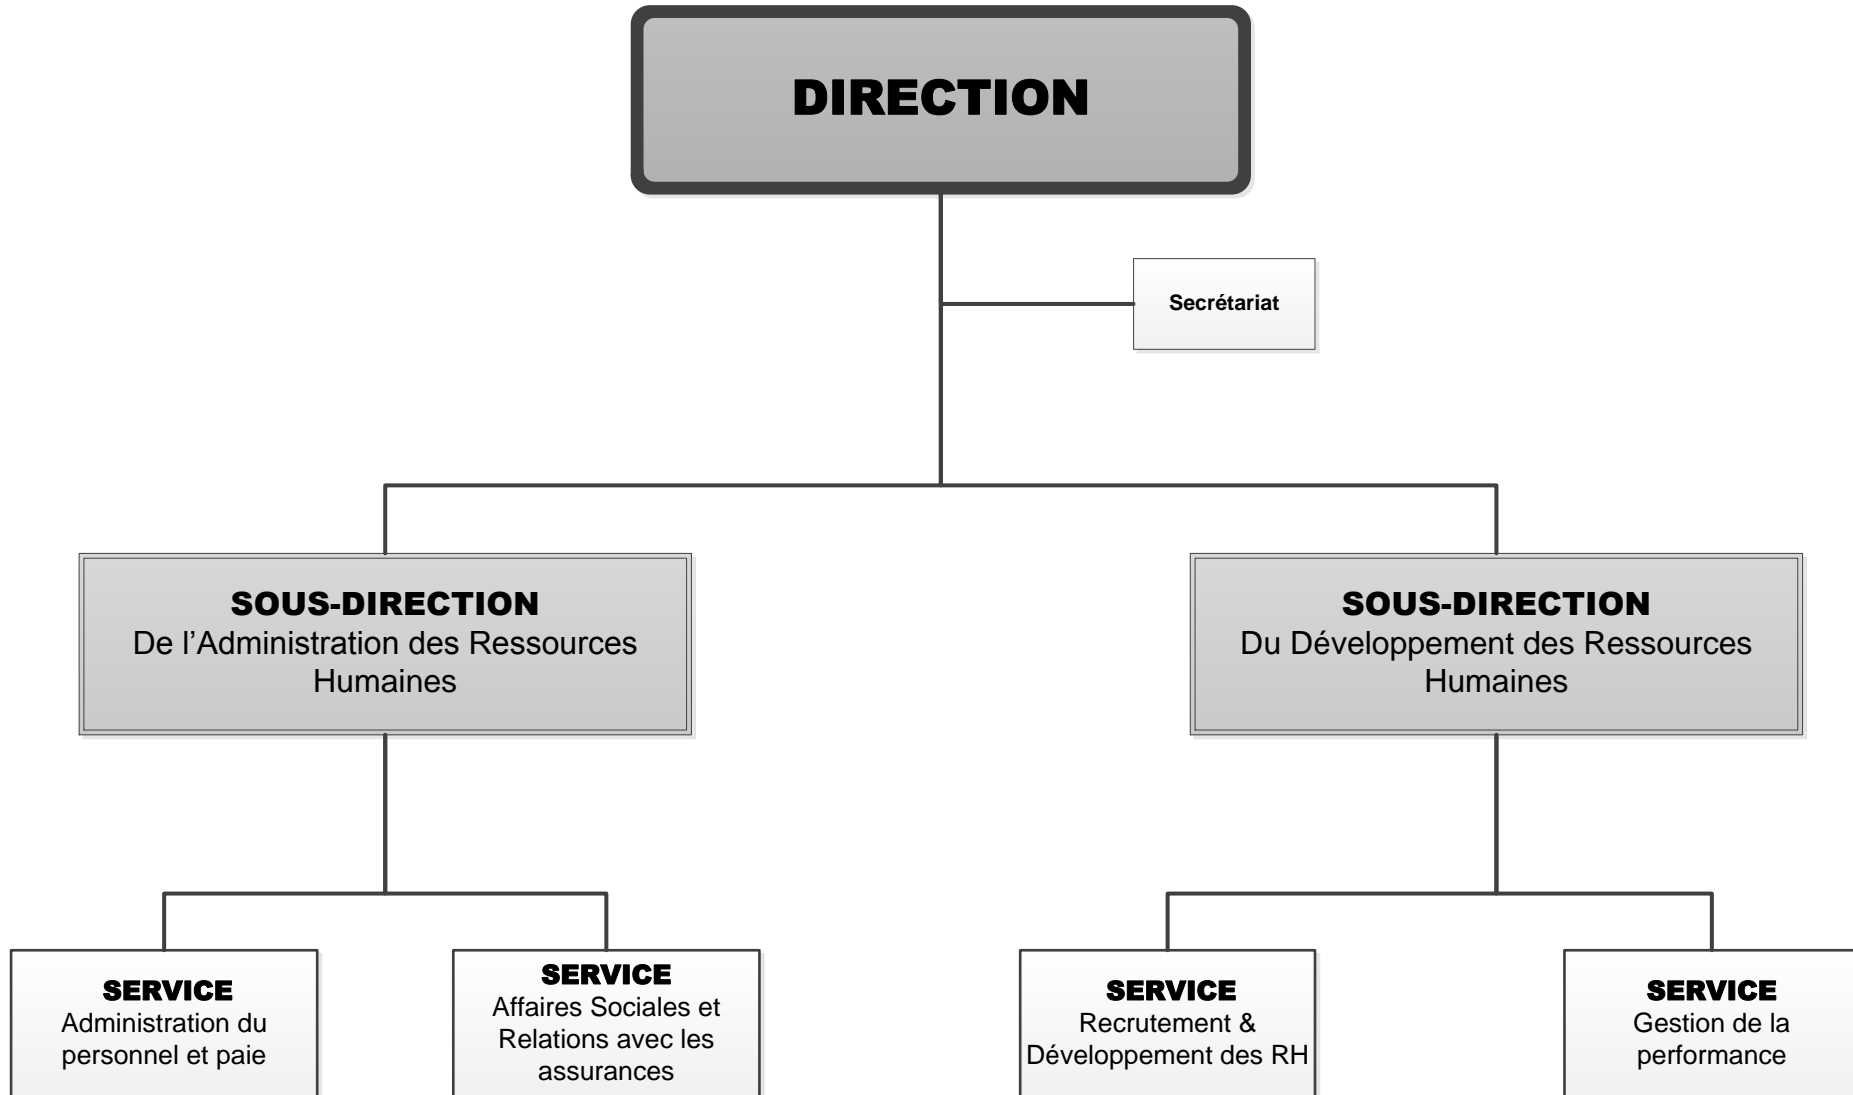 DIRECTION
Secrétariat
SOUS-DIRECTION
De l’Administration des Ressources
Humaines
SOUS-DIRECTION
Du Développement des Ressources
Humaines
SERVICE
Administration du
personnel et paie
SERVICE
Affaires Sociales et
Relations avec les
assurances
SERVICE
Recrutement &
Développement des RH
SERVICE
Gestion de la
performance